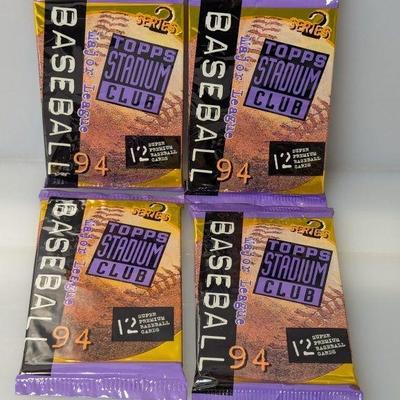 SERIES 2
BASEBALL
Major League
TOPPS
STADIUM
CLUB
94
12 SUPER
PREMIUM
BASEBALL
CARDS
SERIES 2
BASEBALL
Major League
TOPPS
STADIUM
CLUB
94
12 SUPER
PREMIUM
BASEBALL
CARDS
SERIES 2
BASEBALL
Major League
TOPPS
STADIUM
CLUB
94
12 SUPER
PREMIUM
BASEBALL
CARDS
SERIES 2
BASEBALL
Major League
TOPPS
STADIUM
CLUB
94
12 SUPER
PREMIUM
BASEBALL
CARDS